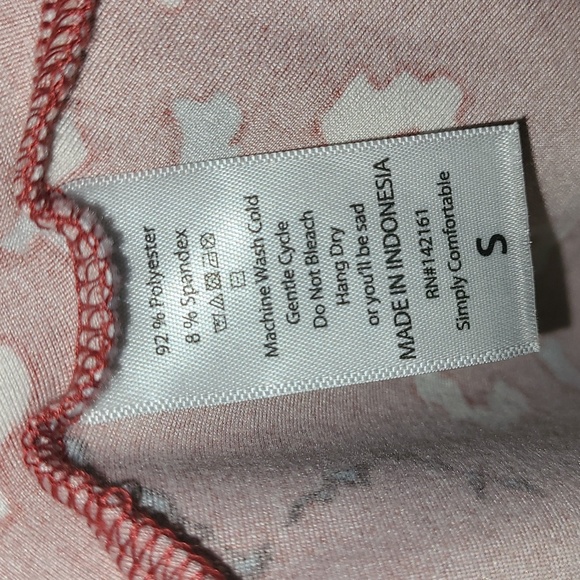 92 % Polyester
8 % Spandex
Machine Wash Cold
Gentle Cycle
Do Not Bleach
Hang Dry
or you'll be sad
MADE IN INDONESIA
RN#142161
Simply Comfortable
S